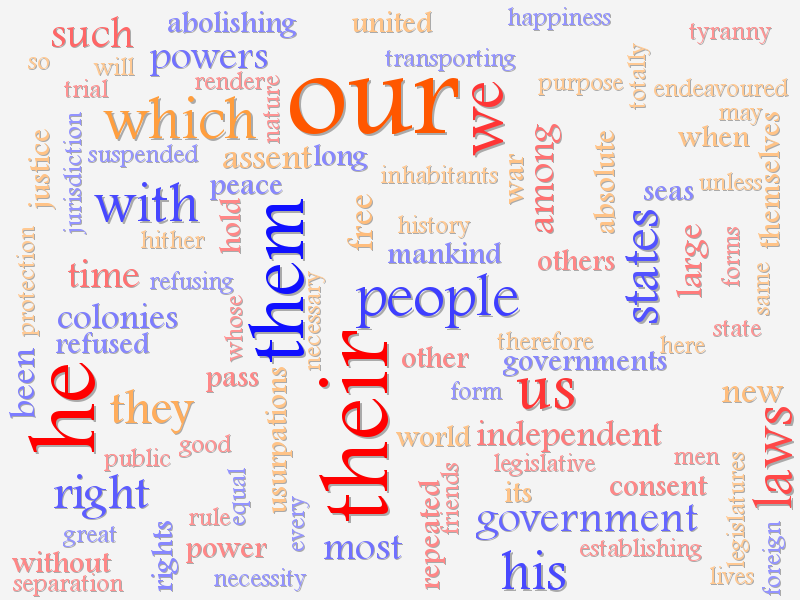 such
abolishing
united
happiness
tyranny
so
will
powers
transporting
totally
trial
rendere
nature
our
we
purpose
endeavoured
which
may
justice
jurisdiction
suspended
assent
long
inhabitants
war
among
absolute
when
themselves
with
peace
hold
free
seas
unless
hither
them
history
mankind
others
states
large
forms
same
protection
time
refusing
whose
necessary
people
colonies
refused
state
therefore
here
been
he
pass
their
other
governments
form
us
new
they
usurpations
world
independent
laws
public
good
legislative
men
right
equal
repeated
friends
its
consent
legislatures
great
rights
rule
every
government
foreign
without
power
most
establishing
separation
necessity
his
lives